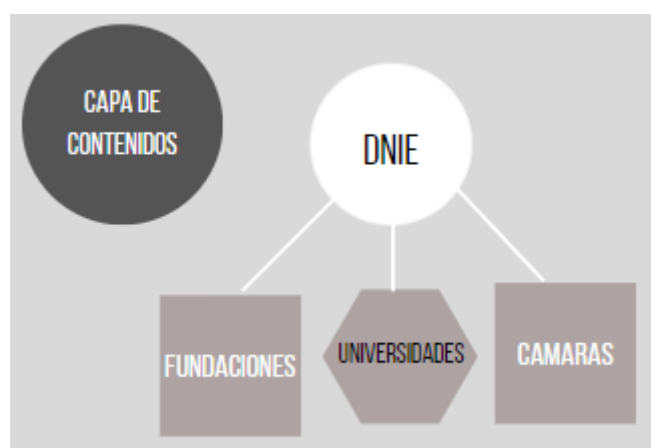 CAPA DE
CONTENIDOS
DNIE
FUNDACIONES
UNIVERSIDADES
CAMARAS